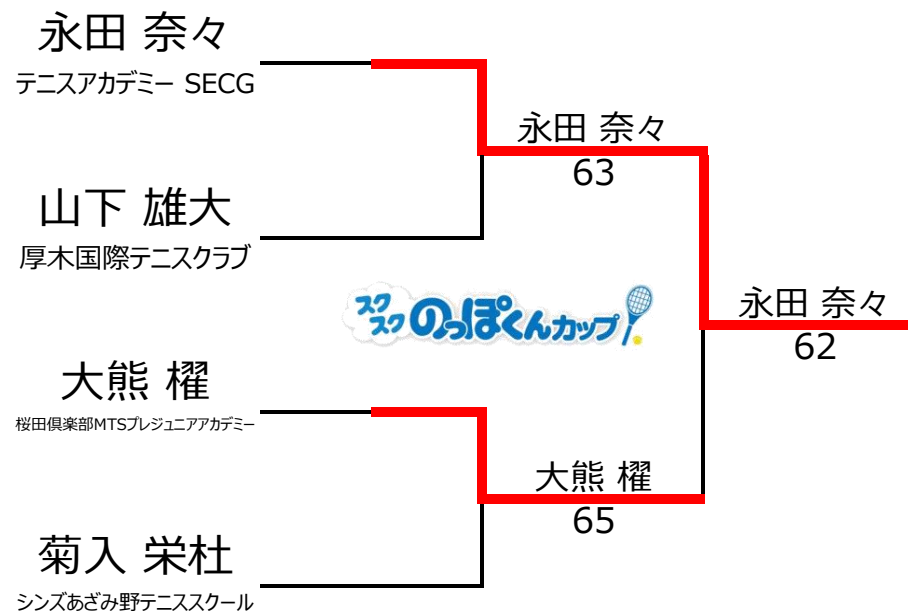 永田 奈々
テニスアカデミー SECG
永田 奈々
63
山下 雄大
厚木国際テニスクラブ
スクスクのっぽくんカップ
永田 奈々
62
大熊 櫂
桜田倶楽部MTSプレジュニアアカデミー
大熊 櫂
65
菊入 栄杜
シンズあざみ野テニススクール